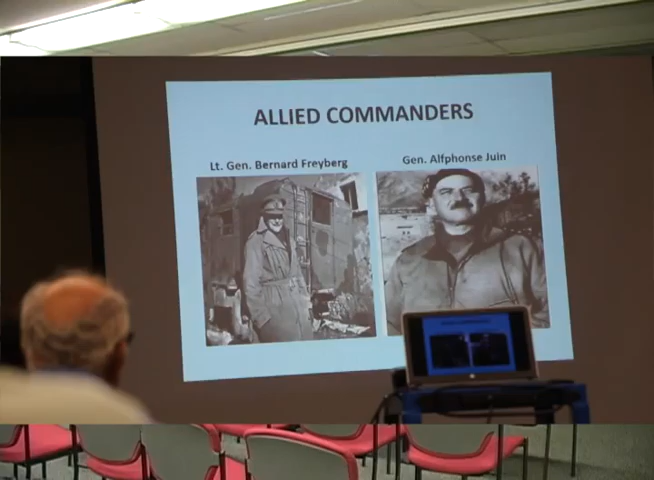 ALLIED COMMANDERS
Lt. Gen. Bernard Freyberg
Gen. Alfphonse Juin